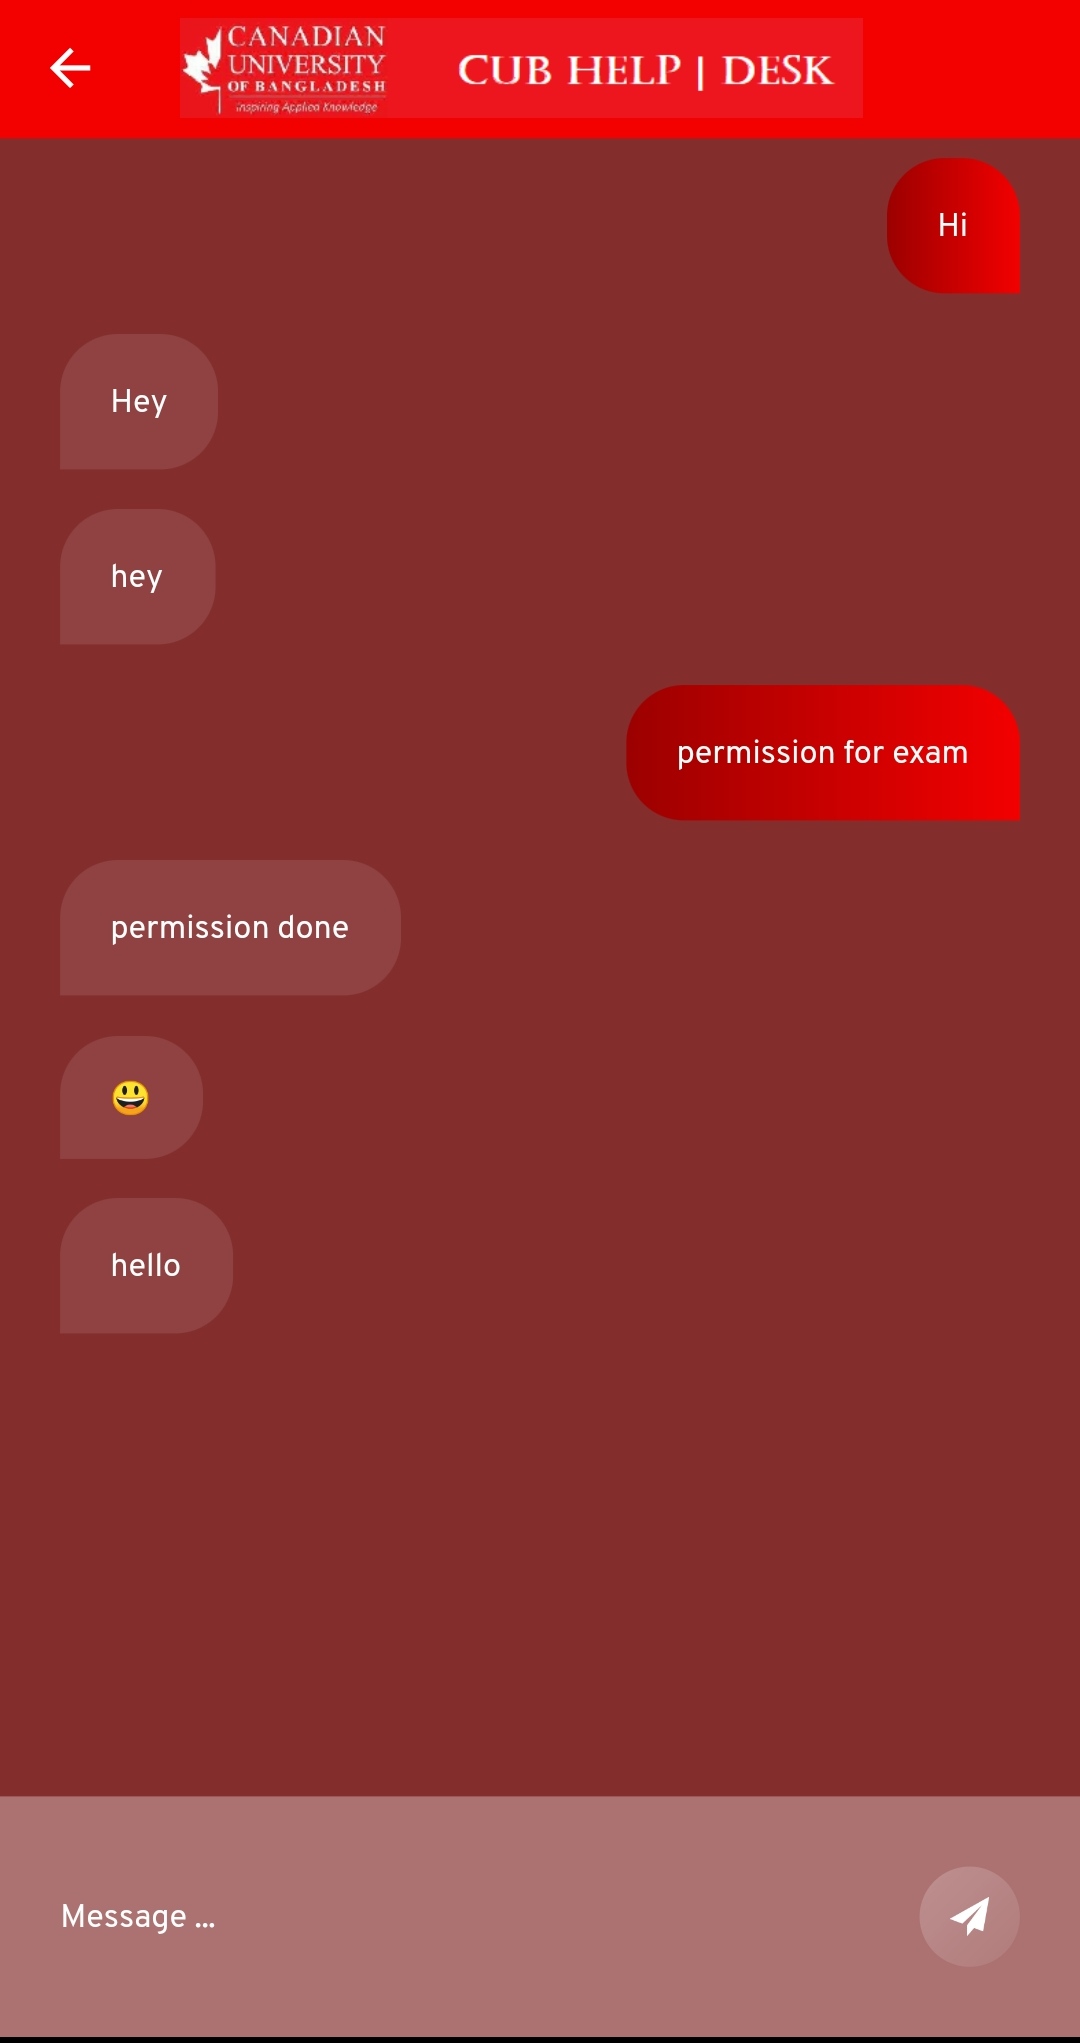 CANADIAN
UNIVERSITY
OF BANGLADESH
Inspiring Applied Knowledge
CUB HELP | DESK
Hi
Hey
hey
permission for exam
permission done
😃
hello
Message ...